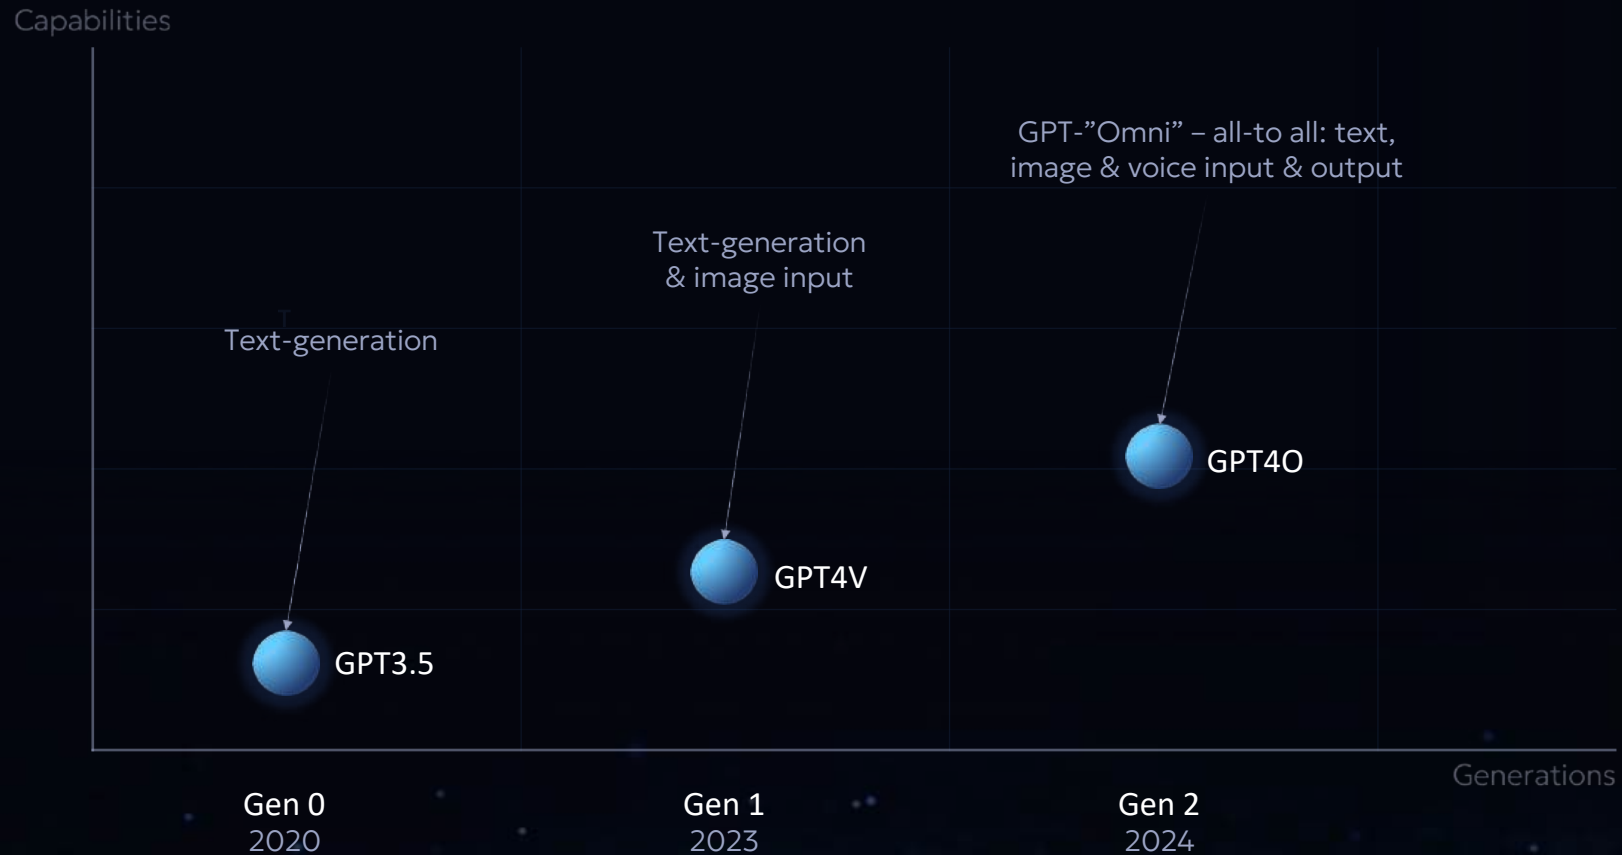 Capabilities
GPT-”Omni” – all-to all: text,
image & voice input & output
Text-generation
& image input
T
Text-generation
GPT4O
GPT4V
GPT3.5
Generations
Gen 0
2020
Gen 1
2023
Gen 2
2024